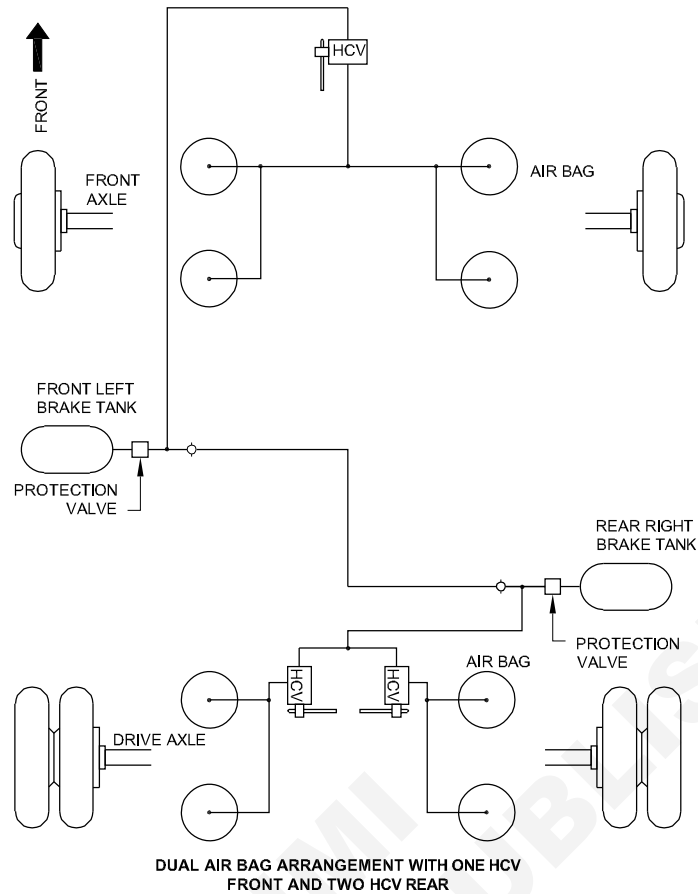 HCV
FRONT
FRONT
AXLE
AIR BAG
FRONT LEFT
BRAKE TANK
PROTECTION
VALVE
REAR RIGHT
BRAKE TANK
PROTECTION
VALVE
AIR BAG
HCV
HCV
DRIVE AXLE
DUAL AIR BAG ARRANGEMENT WITH ONE HCV
FRONT AND TWO HCV REAR